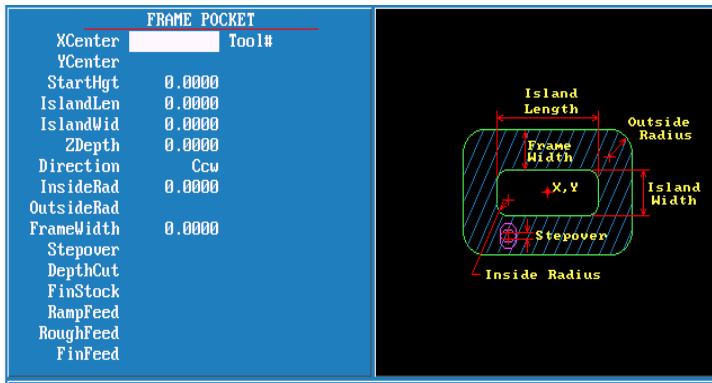 FRAME POCKET
XCenter Tool#
YCenter
StartHgt 0.0000
IslandLen 0.0000
IslandWid 0.0000
ZDepth 0.0000
Direction Ccw
InsideRad 0.0000
OutsideRad
FrameWidth 0.0000
Stepover
DepthCut
FinStock
RampFeed
RoughFeed
FinFeed
Island
Length
Outside
Radius
Frame
Width
X,Y
Island
Width
Stepover
Inside Radius